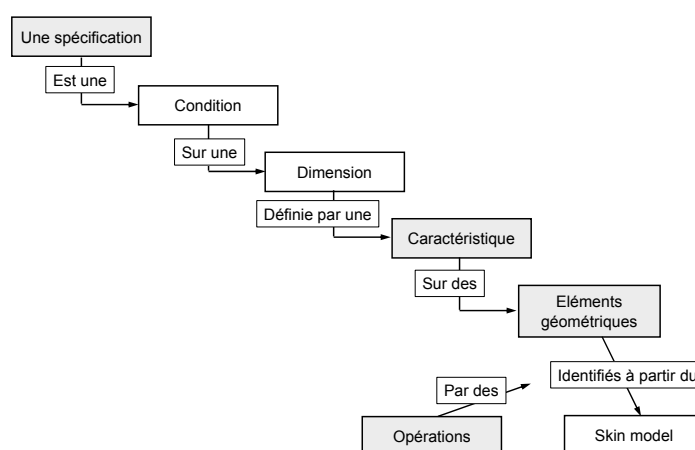 Une spécification
Est une
Condition
Sur une
Dimension
Définie par une
Caractéristique
Sur des
Eléments
géométriques
Identifiés à partir du
Par des
Opérations
Skin model